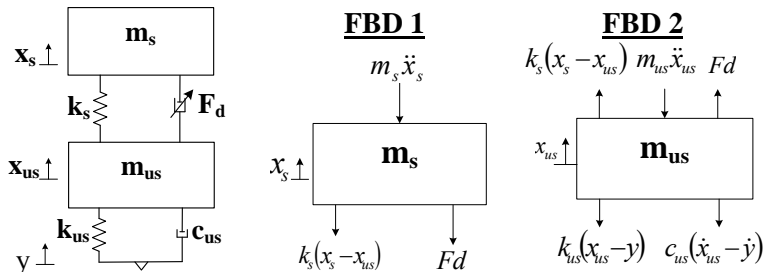 m_s
x_s
k_s
F_d
x_us
m_us
k_us
c_us
y
FBD 1
m_s ẍ_s
m_s
x_s
k_s(x_s − x_us)
Fd
FBD 2
k_s(x_s − x_us) m_us ẍ_us Fd
x_us
m_us
k_us(x_us − y) c_us(ẋ_us − ẏ)